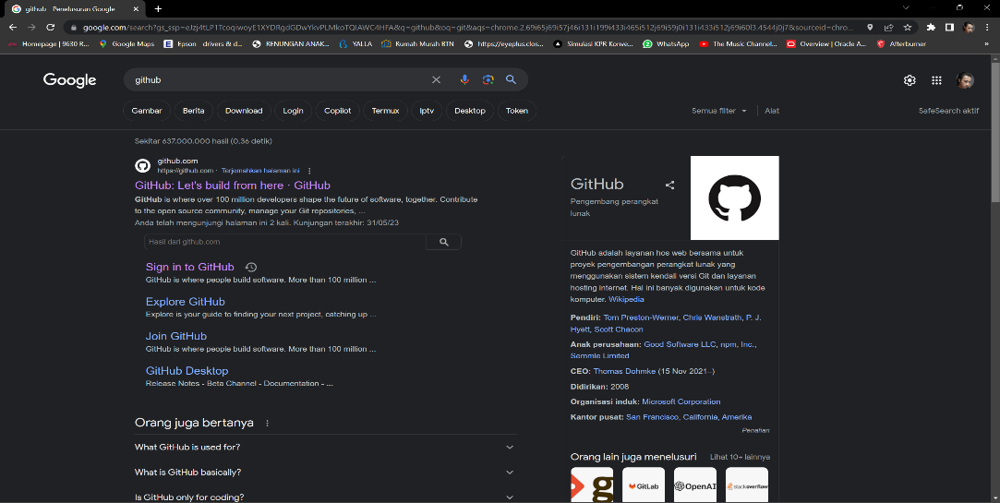 github - Penelusuran Google
google.com/search?gs_ssp=
&q=github&oq=git&aqs=chrome.2.69i65j69i57j46i131i199i433i465i512j69i59j0i131i433i512j69i60l3.4544j0j7&sourceid=chro...
Homepage | 9630 R...
Google Maps
Epson drivers & d...
RENUNGAN ANAK...
YALLA
Rumah Murah BTN
https://eyeplus.clos...
Simulasi KPR Konve...
WhatsApp
The Music Channel...
Overview | Oracle A...
Afterburner
»
Google
github
Gambar
Berita
Download
Login
Copilot
Termux
Iptv
Desktop
Token
Semua filter
Alat
SafeSearch aktif
Sekitar 637.000.000 hasil (0,36 detik)
github.com
https://github.com · Terjemahkan halaman ini
GitHub: Let's build from here · GitHub
GitHub is where over 100 million developers shape the future of software, together. Contribute
to the open source community, manage your Git repositories, ...
Anda telah mengunjungi halaman ini 2 kali. Kunjungan terakhir: 31/05/23
Hasil dari github.com
Sign in to GitHub
GitHub is where people build software. More than 100 million ...
Explore GitHub
Explore is your guide to finding your next project, catching up ...
Join GitHub
GitHub is where people build software. More than 100 million ...
GitHub Desktop
Release Notes - Beta Channel - Documentation - ...
Orang juga bertanya
What GitHub is used for?
What is GitHub basically?
Is GitHub only for coding?
GitHub
Pengembang perangkat
lunak
GitHub adalah layanan hos web bersama untuk
proyek pengembangan perangkat lunak yang
menggunakan sistem kendali versi Git dan layanan
hosting internet. Hal ini banyak digunakan untuk kode
komputer. Wikipedia
Pendiri: Tom Preston-Werner, Chris Wanstrath, P. J.
Hyett, Scott Chacon
Anak perusahaan: Good Software LLC, npm, Inc.,
Semmle Limited
CEO: Thomas Dohmke (15 Nov 2021–)
Didirikan: 2008
Organisasi induk: Microsoft Corporation
Kantor pusat: San Francisco, California, Amerika
Penafian
Orang lain juga menelusuri
Lihat 10+ lainnya
g
GitLab
OpenAI
stackoverflow